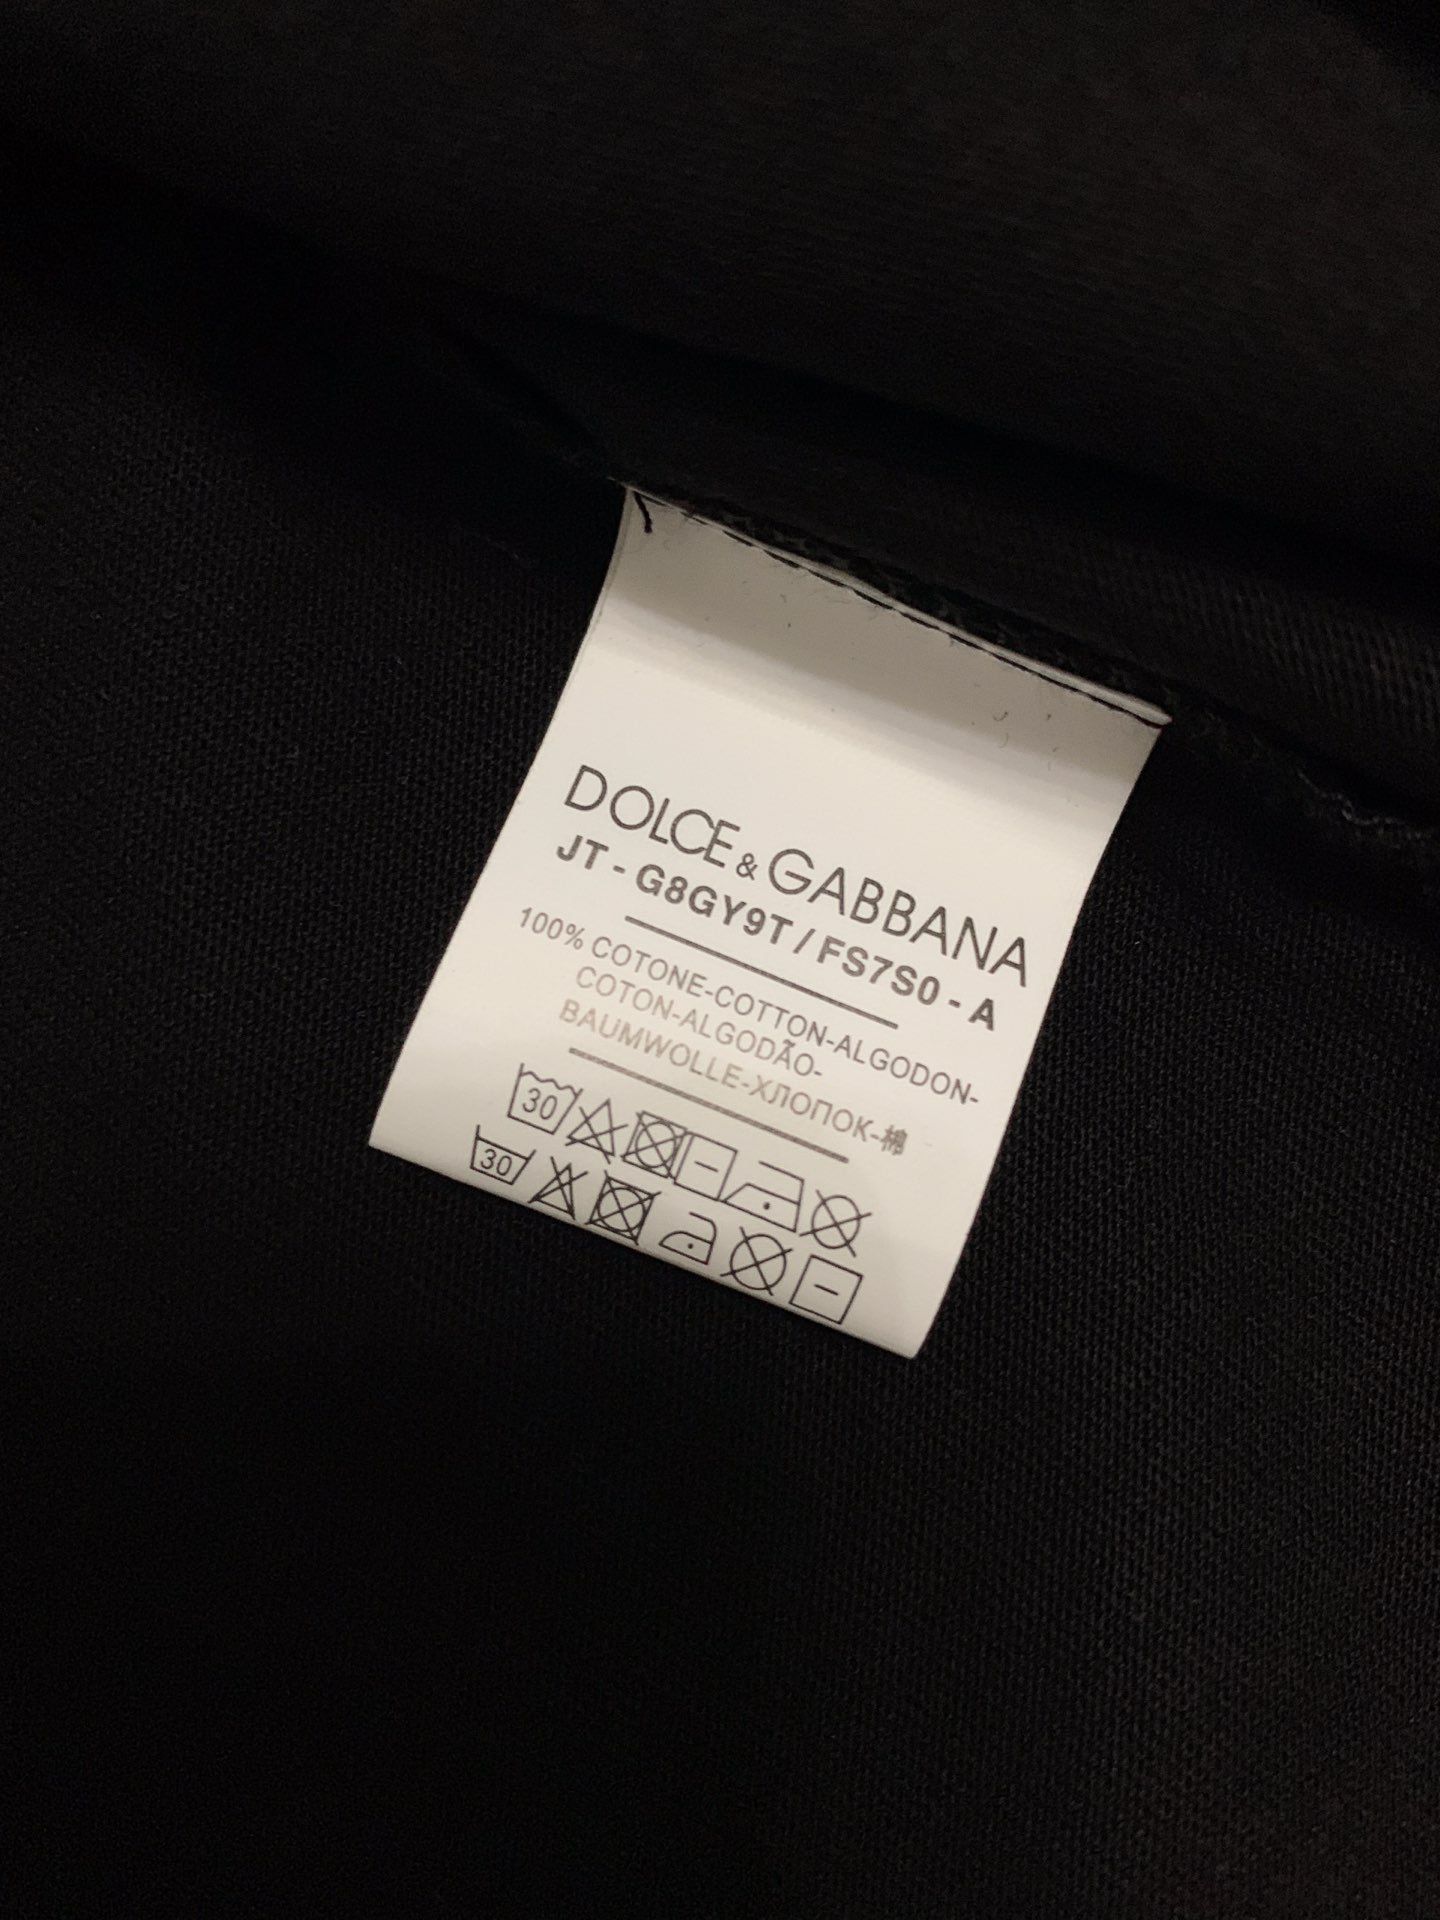 DOLCE & GABBANA
JT - G8GY9T / FS7S0 - A
100% COTONE-COTTON-ALGODON-
COTON-ALGODÃO-
BAUMWOLLE-ХЛОПОК-棉
30
30